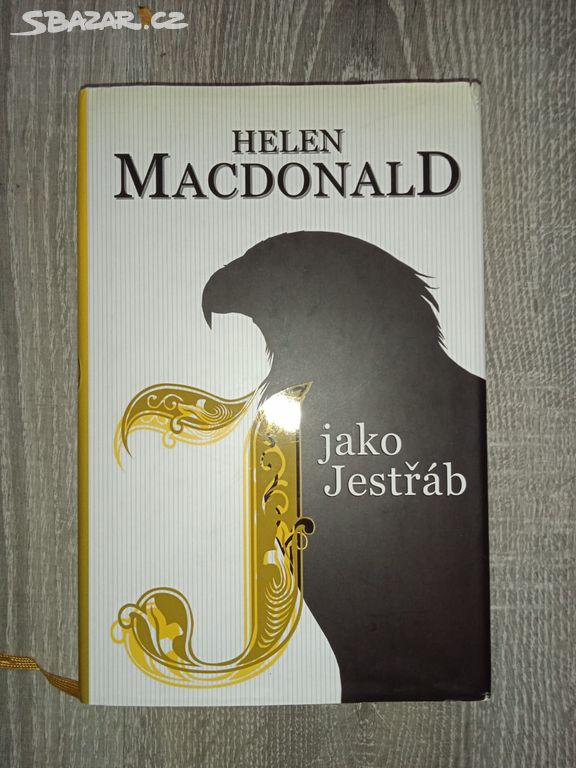 SBAZAR.CZ
HELEN
MACDONALD
J
jako
Jestřáb